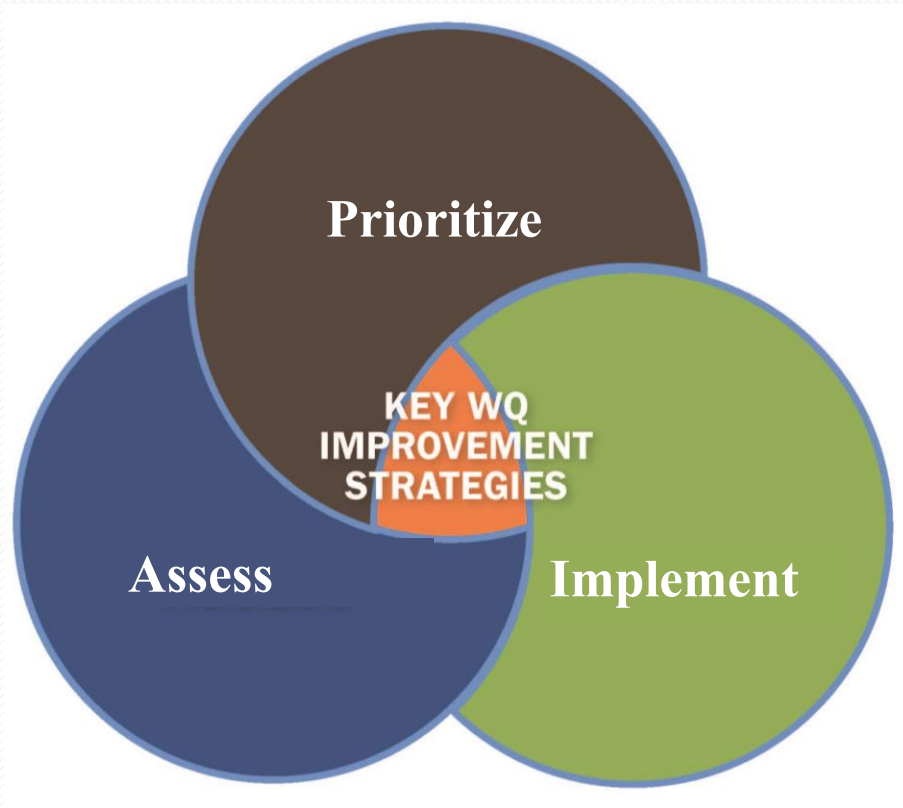 Prioritize
KEY WQ
IMPROVEMENT
STRATEGIES
Assess
Implement